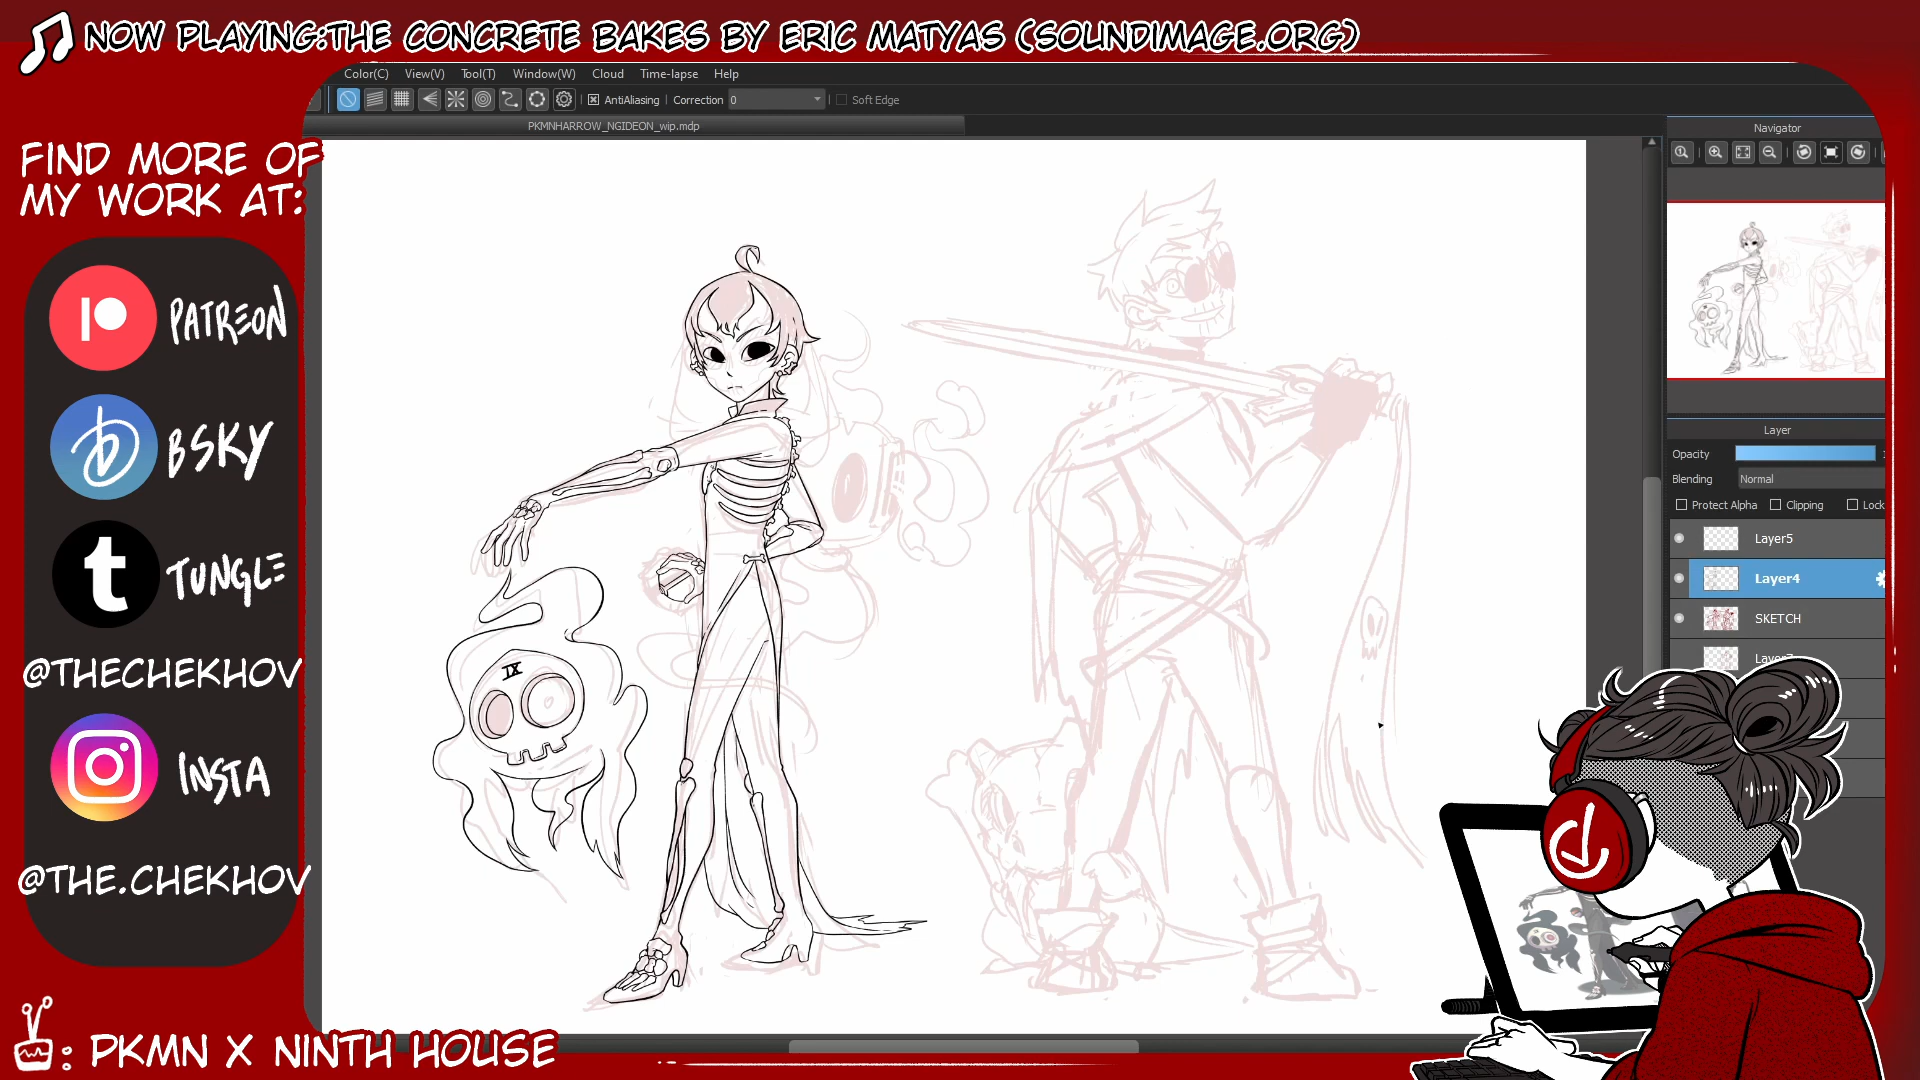 NOW PLAYING:THE CONCRETE BAKES BY ERIC MATYAS (SOUNDIMAGE.ORG)
Color(C) View(V) Tool(T) Window(W) Cloud Time-lapse Help
AntiAliasing Correction 0 Soft Edge
PKMNHARROW_NGIDEON_wip.mdp
Navigator
FIND MORE OF
MY WORK AT:
PATREON
BSKY
TUNGLE
@THECHEKHOV
INSTA
@THE.CHEKHOV
: PKMN X NINTH HOUSE
IX
Layer
Opacity
Blending Normal
Protect Alpha Clipping Lock
Layer5
Layer4
SKETCH